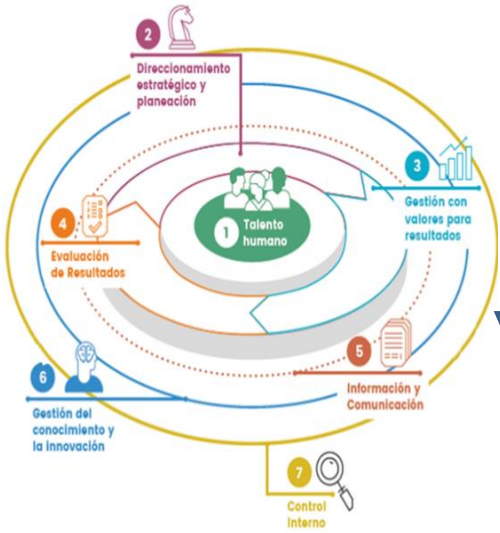 2
Direccionamiento
estratégico y
planeación
3
Gestión con
valores para
resultados
1
Talento
humano
4
Evaluación
de Resultados
5
Información y
Comunicación
6
Gestión del
conocimiento y
la innovación
7
Control
Interno